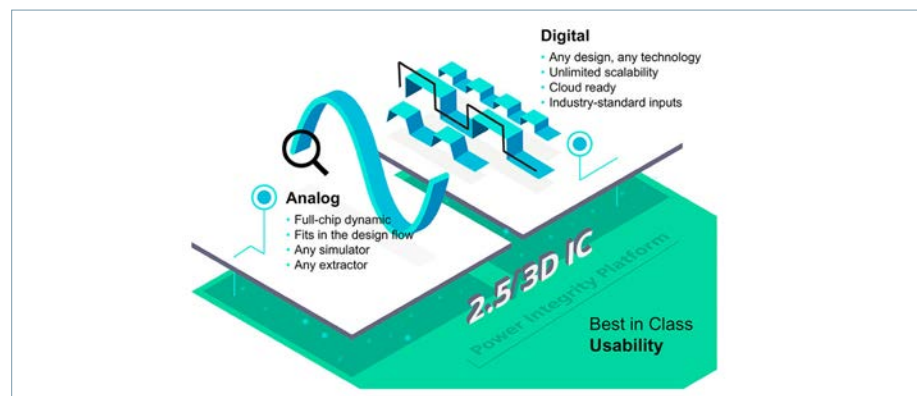 Digital
• Any design, any technology
• Unlimited scalability
• Cloud ready
• Industry-standard inputs
Analog
• Full-chip dynamic
• Fits in the design flow
• Any simulator
• Any extractor
2.5/3D IC
Power Integrity Platform
Best in Class
Usability